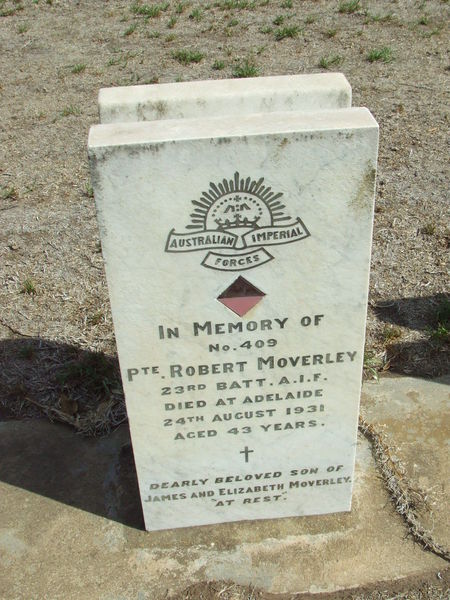 AUSTRALIAN IMPERIAL
FORCES
IN MEMORY OF
NO. 409
PTE. ROBERT MOVERLEY
23RD BATT. A.I.F.
DIED AT ADELAIDE
24TH AUGUST 1931
AGED 43 YEARS.
DEARLY BELOVED SON OF
JAMES AND ELIZABETH MOVERLEY.
"AT REST."